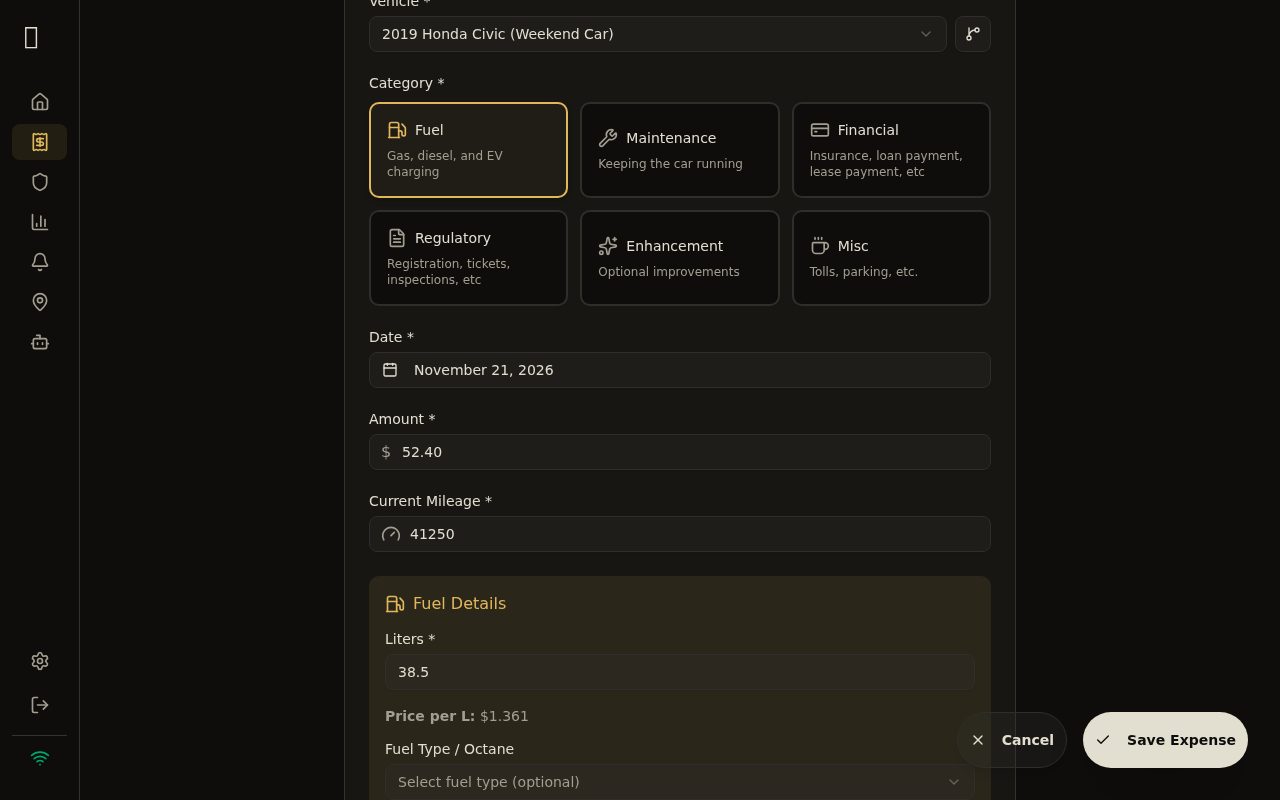 Vehicle *
2019 Honda Civic (Weekend Car)
Category *
Fuel
Gas, diesel, and EV
charging
Maintenance
Keeping the car running
Financial
Insurance, loan payment,
lease payment, etc
Regulatory
Registration, tickets,
inspections, etc
Enhancement
Optional improvements
Misc
Tolls, parking, etc.
Date *
November 21, 2026
Amount *
$ 52.40
Current Mileage *
41250
Fuel Details
Liters *
38.5
Price per L: $1.361
Fuel Type / Octane
Select fuel type (optional)
Cancel
Save Expense